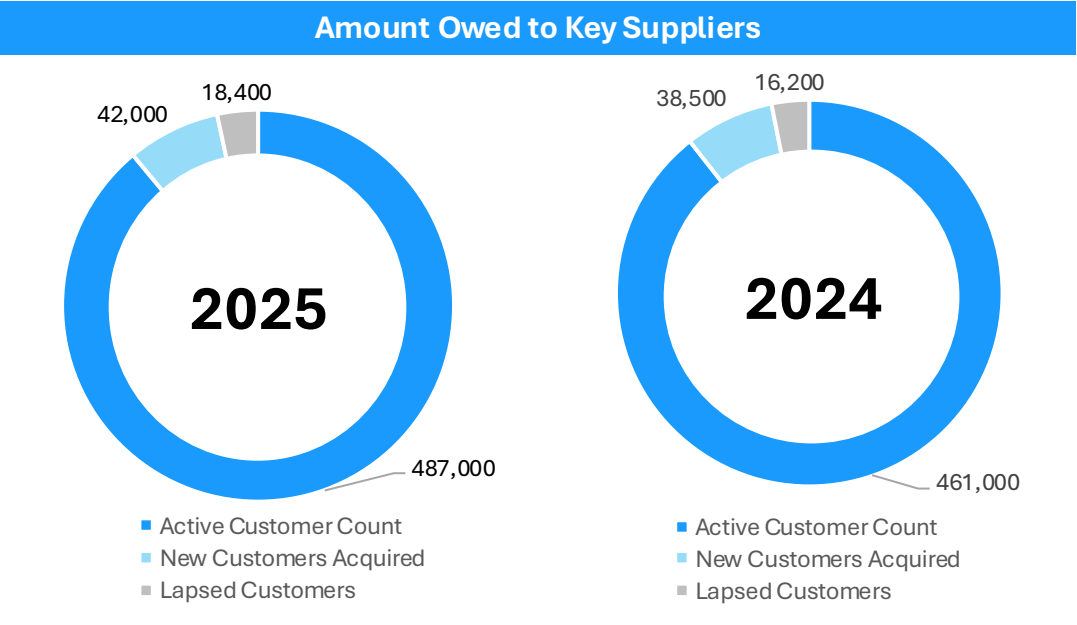 Amount Owed to Key Suppliers
18,400
42,000
2025
487,000
Active Customer Count
New Customers Acquired
Lapsed Customers
16,200
38,500
2024
461,000
Active Customer Count
New Customers Acquired
Lapsed Customers